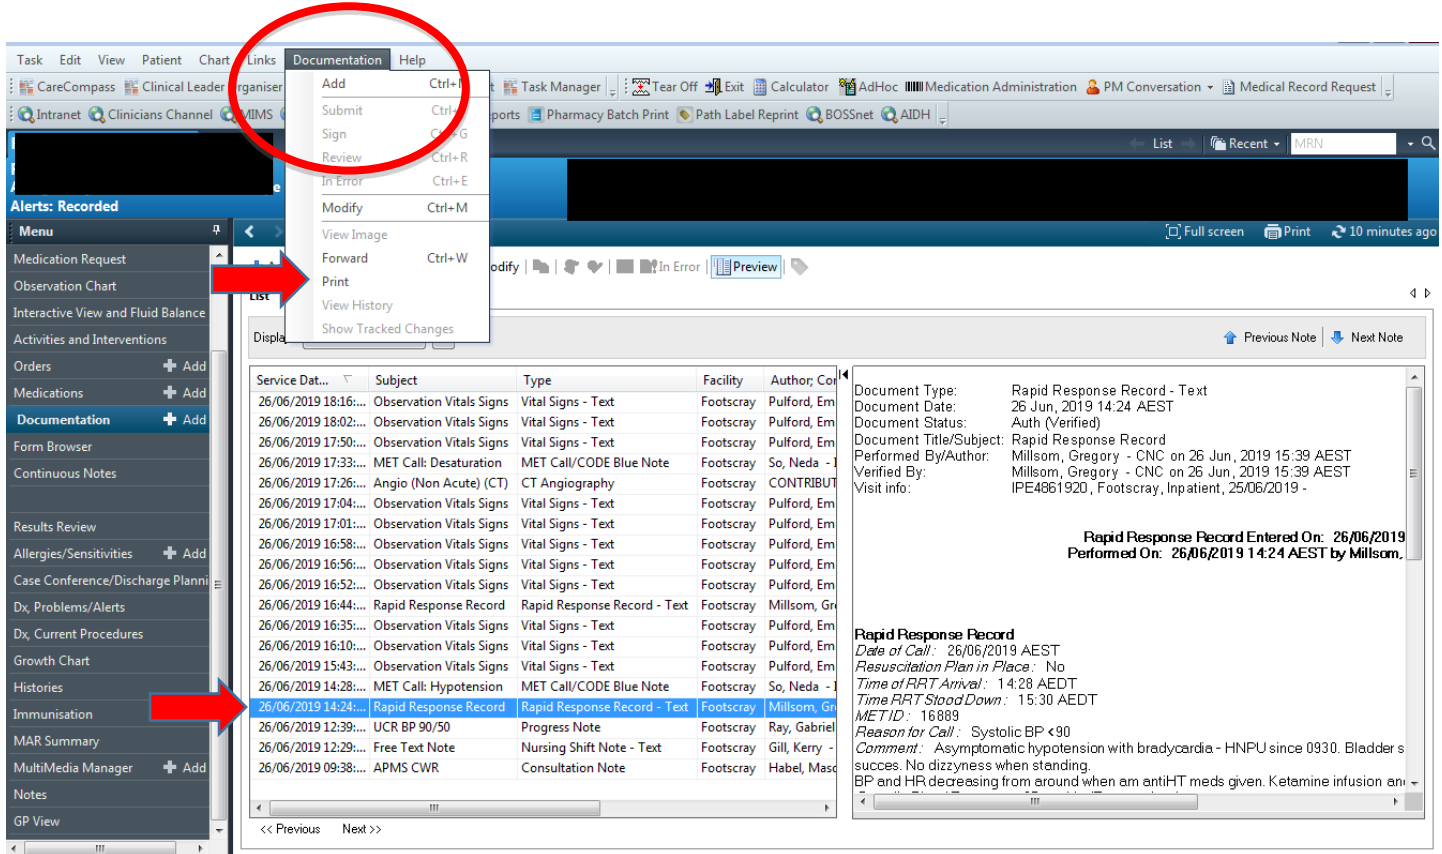 Task Edit View Patient Chart Links Documentation Help
CareCompass Clinical Leader Organiser Task Manager Tear Off Exit Calculator AdHoc Medication Administration PM Conversation Medical Record Request
Intranet Clinicians Channel MIMS Pharmacy Batch Print Path Label Reprint BOSSnet AIDH
Add
Submit
Sign Ctrl+G
Review Ctrl+R
In Error Ctrl+E
Modify Ctrl+M
View Image
Forward Ctrl+W
Print
View History
Show Tracked Changes
List Recent MRN
Alerts: Recorded
Full screen Print 10 minutes ago
Menu
Medication Request
Observation Chart
Interactive View and Fluid Balance
Activities and Interventions
Orders Add
Medications Add
Documentation Add
Form Browser
Continuous Notes
Results Review
Allergies/Sensitivities Add
Case Conference/Discharge Planni
Dx, Problems/Alerts
Dx, Current Procedures
Growth Chart
Histories
Immunisation
MAR Summary
MultiMedia Manager Add
Notes
GP View
odify In Error Preview
List
Displa
Previous Note Next Note
Service Dat... Subject Type Facility Author; Cor
26/06/2019 18:16:... Observation Vitals Signs Vital Signs - Text Footscray Pulford, Em
26/06/2019 18:02:... Observation Vitals Signs Vital Signs - Text Footscray Pulford, Em
26/06/2019 17:50:... Observation Vitals Signs Vital Signs - Text Footscray Pulford, Em
26/06/2019 17:33:... MET Call: Desaturation MET Call/CODE Blue Note Footscray So, Neda -
26/06/2019 17:26:... Angio (Non Acute) (CT) CT Angiography Footscray CONTRIBUT
26/06/2019 17:04:... Observation Vitals Signs Vital Signs - Text Footscray Pulford, Em
26/06/2019 17:01:... Observation Vitals Signs Vital Signs - Text Footscray Pulford, Em
26/06/2019 16:58:... Observation Vitals Signs Vital Signs - Text Footscray Pulford, Em
26/06/2019 16:56:... Observation Vitals Signs Vital Signs - Text Footscray Pulford, Em
26/06/2019 16:52:... Observation Vitals Signs Vital Signs - Text Footscray Pulford, Em
26/06/2019 16:44:... Rapid Response Record Rapid Response Record - Text Footscray Millsom, Gr
26/06/2019 16:35:... Observation Vitals Signs Vital Signs - Text Footscray Pulford, Em
26/06/2019 16:10:... Observation Vitals Signs Vital Signs - Text Footscray Pulford, Em
26/06/2019 15:43:... Observation Vitals Signs Vital Signs - Text Footscray Pulford, Em
26/06/2019 14:28:... MET Call: Hypotension MET Call/CODE Blue Note Footscray So, Neda -
26/06/2019 14:24:... Rapid Response Record Rapid Response Record - Text Footscray Millsom, Gr
26/06/2019 12:39:... UCR BP 90/50 Progress Note Footscray Ray, Gabriel
26/06/2019 12:29:... Free Text Note Nursing Shift Note - Text Footscray Gill, Kerry -
26/06/2019 09:38:... APMS CWR Consultation Note Footscray Habel, Masc
<< Previous Next >>
Document Type: Rapid Response Record - Text
Document Date: 26 Jun, 2019 14:24 AEST
Document Status: Auth (Verified)
Document Title/Subject: Rapid Response Record
Performed By/Author: Millsom, Gregory - CNC on 26 Jun, 2019 15:39 AEST
Verified By: Millsom, Gregory - CNC on 26 Jun, 2019 15:39 AEST
Visit info: IPE4861920, Footscray, Inpatient, 25/06/2019 -
Rapid Response Record Entered On: 26/06/2019
Performed On: 26/06/2019 14:24 AEST by Millsom,
Rapid Response Record
Date of Call: 26/06/2019 AEST
Resuscitation Plan in Place: No
Time of RRT Arrival: 14:28 AEDT
Time RRT Stood Down: 15:30 AEDT
MET ID: 16889
Reason for Call: Systolic BP <90
Comment: Asymptomatic hypotension with bradycardia - HNPU since 0930. Bladder s
succes. No dizzyness when standing.
BP and HR decreasing from around when am antiHT meds given. Ketamine infusion an